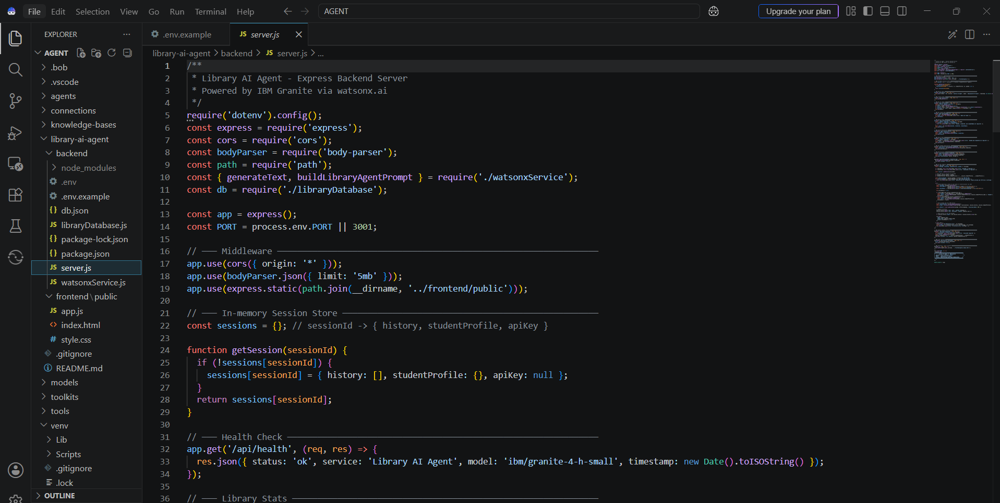 File Edit Selection View Go Run Terminal Help
AGENT
Upgrade your plan
EXPLORER
AGENT
.bob
.vscode
agents
connections
knowledge-bases
library-ai-agent
backend
node_modules
.env
.env.example
db.json
libraryDatabase.js
package-lock.json
package.json
server.js
watsonxService.js
frontend\public
app.js
index.html
style.css
.gitignore
README.md
models
toolkits
tools
venv
Lib
Scripts
.gitignore
.lock
OUTLINE
.env.example
JS server.js
library-ai-agent > backend > JS server.js > ...
1 /**
2 * Library AI Agent - Express Backend Server
3 * Powered by IBM Granite via watsonx.ai
4 */
5 require('dotenv').config();
6 const express = require('express');
7 const cors = require('cors');
8 const bodyParser = require('body-parser');
9 const path = require('path');
10 const { generateText, buildLibraryAgentPrompt } = require('./watsonxService');
11 const db = require('./libraryDatabase');
12
13 const app = express();
14 const PORT = process.env.PORT || 3001;
15
16 // ─── Middleware ───────────────────────────────
17 app.use(cors({ origin: '*' }));
18 app.use(bodyParser.json({ limit: '5mb' }));
19 app.use(express.static(path.join(__dirname, '../frontend/public')));
20
21 // ─── In-memory Session Store ───────────────────────────────
22 const sessions = {}; // sessionId -> { history, studentProfile, apiKey }
23
24 function getSession(sessionId) {
25 if (!sessions[sessionId]) {
26 sessions[sessionId] = { history: [], studentProfile: {}, apiKey: null };
27 }
28 return sessions[sessionId];
29 }
30
31 // ─── Health Check ───────────────────────────────
32 app.get('/api/health', (req, res) => {
33 res.json({ status: 'ok', service: 'Library AI Agent', model: 'ibm/granite-4-h-small', timestamp: new Date().toISOString() });
34 });
35
36 // ─── Library Stats ───────────────────────────────